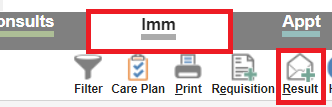 onsults Imm Appt
Filter Care Plan Print Requisition Result